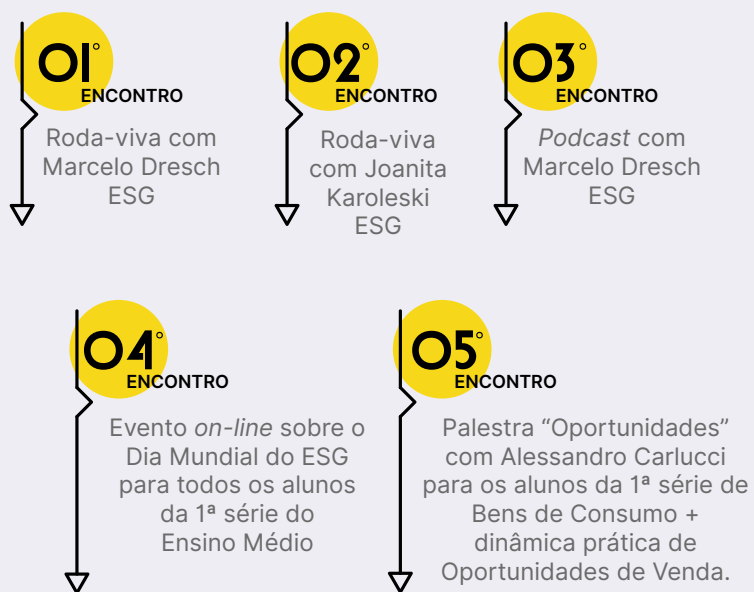 01°
ENCONTRO
Roda-viva com
Marcelo Dresch
ESG
02°
ENCONTRO
Roda-viva
com Joanita
Karoleski
ESG
03°
ENCONTRO
Podcast com
Marcelo Dresch
ESG
04°
ENCONTRO
Evento on-line sobre o
Dia Mundial do ESG
para todos os alunos
da 1ª série do
Ensino Médio
05°
ENCONTRO
Palestra “Oportunidades”
com Alessandro Carlucci
para os alunos da 1ª série de
Bens de Consumo +
dinâmica prática de
Oportunidades de Venda.